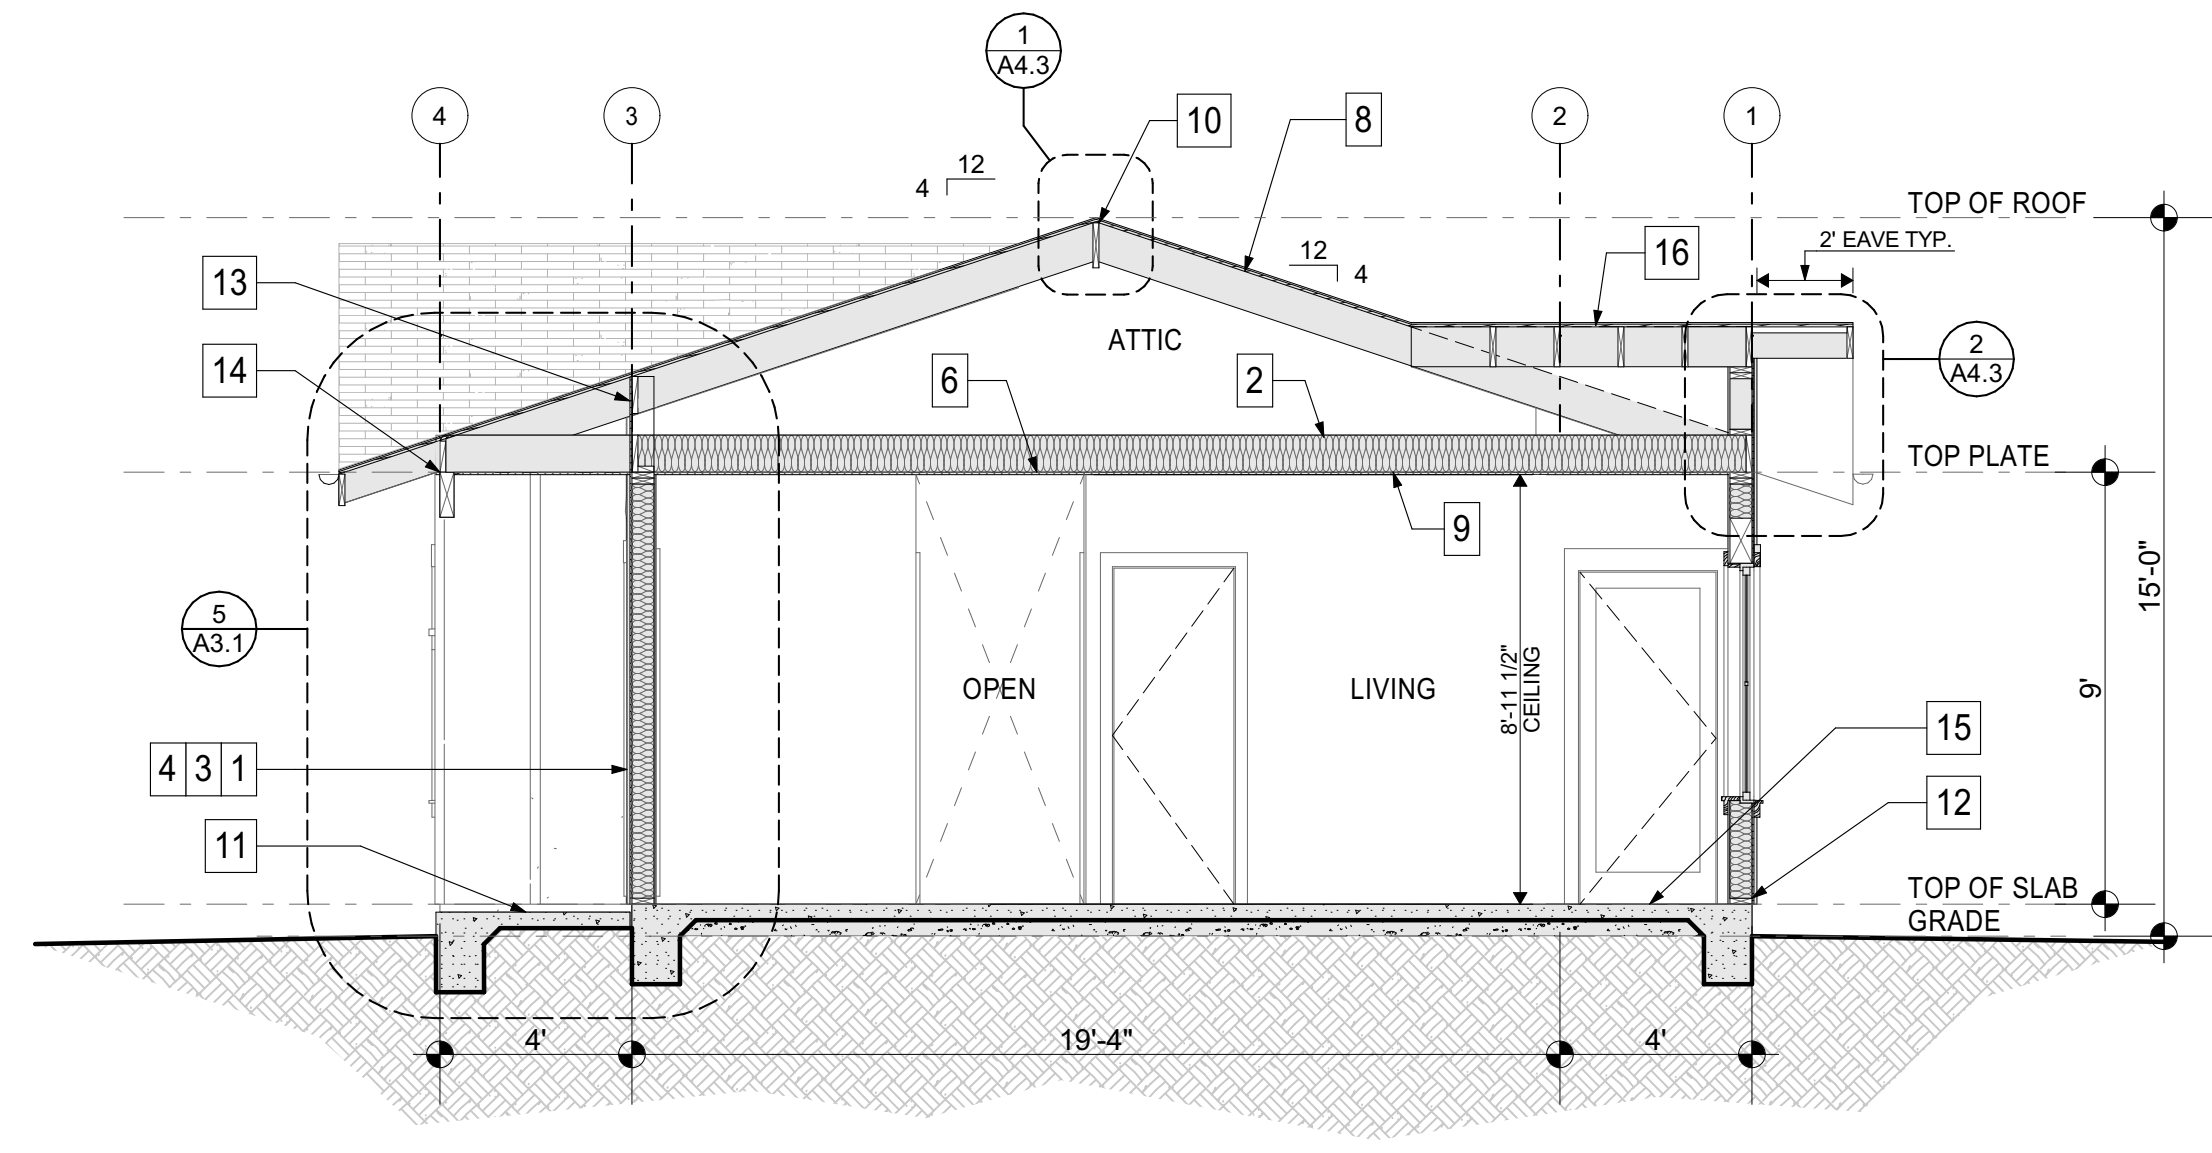 1
A4.3
4
3
10
8
2
1
12
4
TOP OF ROOF
2' EAVE TYP.
12
4
16
13
ATTIC
2
A4.3
14
6
2
TOP PLATE
9
15'-0"
5
A3.1
9'
OPEN
LIVING
8'-11 1/2"
CEILING
15
4 3 1
12
11
TOP OF SLAB
GRADE
4'
19'-4"
4'